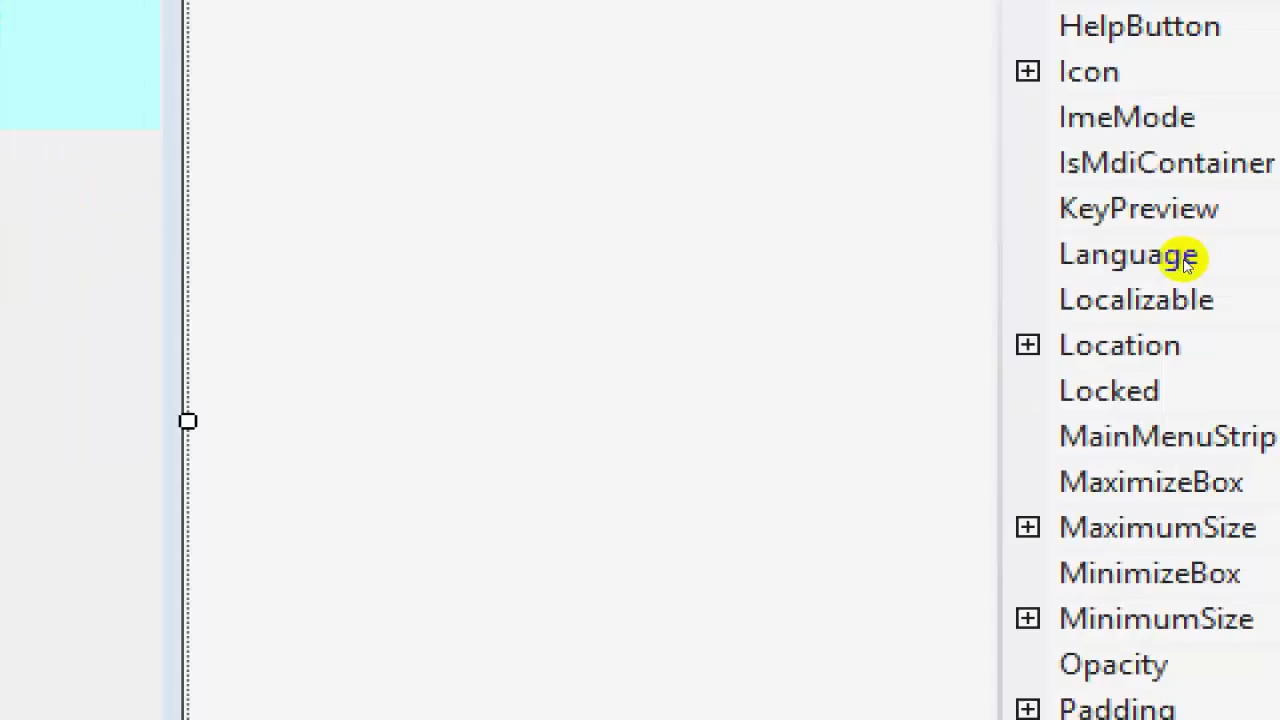 HelpButton
Icon
ImeMode
IsMdiContainer
KeyPreview
Language
Localizable
Location
Locked
MainMenuStrip
MaximizeBox
MaximumSize
MinimizeBox
MinimumSize
Opacity
Padding